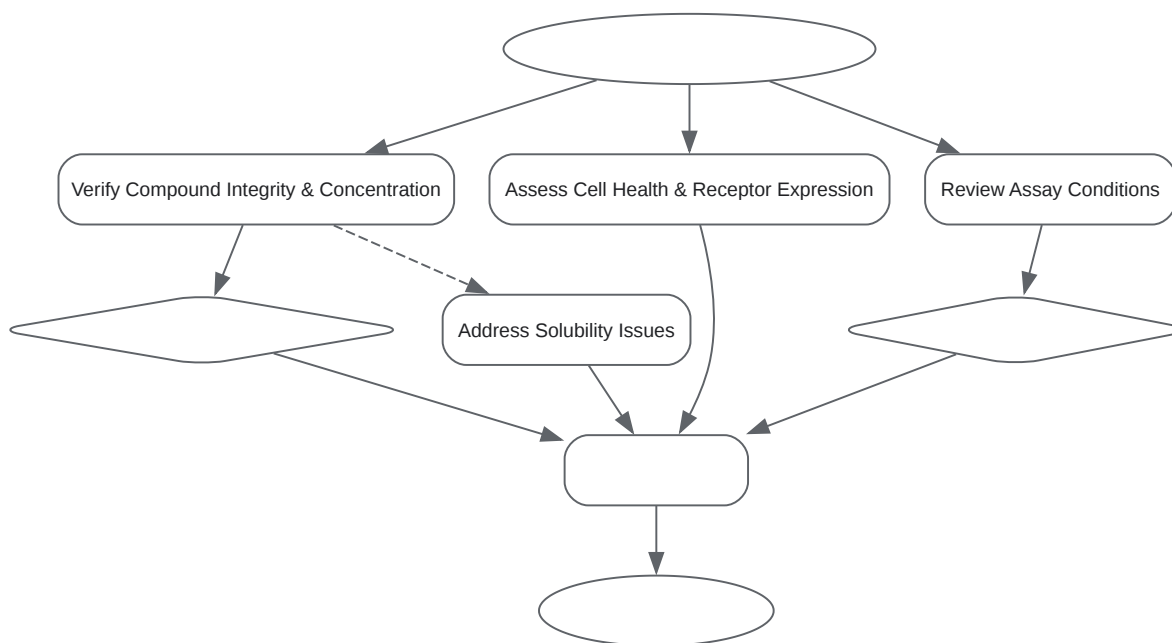 Verify Compound Integrity & Concentration
Assess Cell Health & Receptor Expression
Review Assay Conditions
Address Solubility Issues